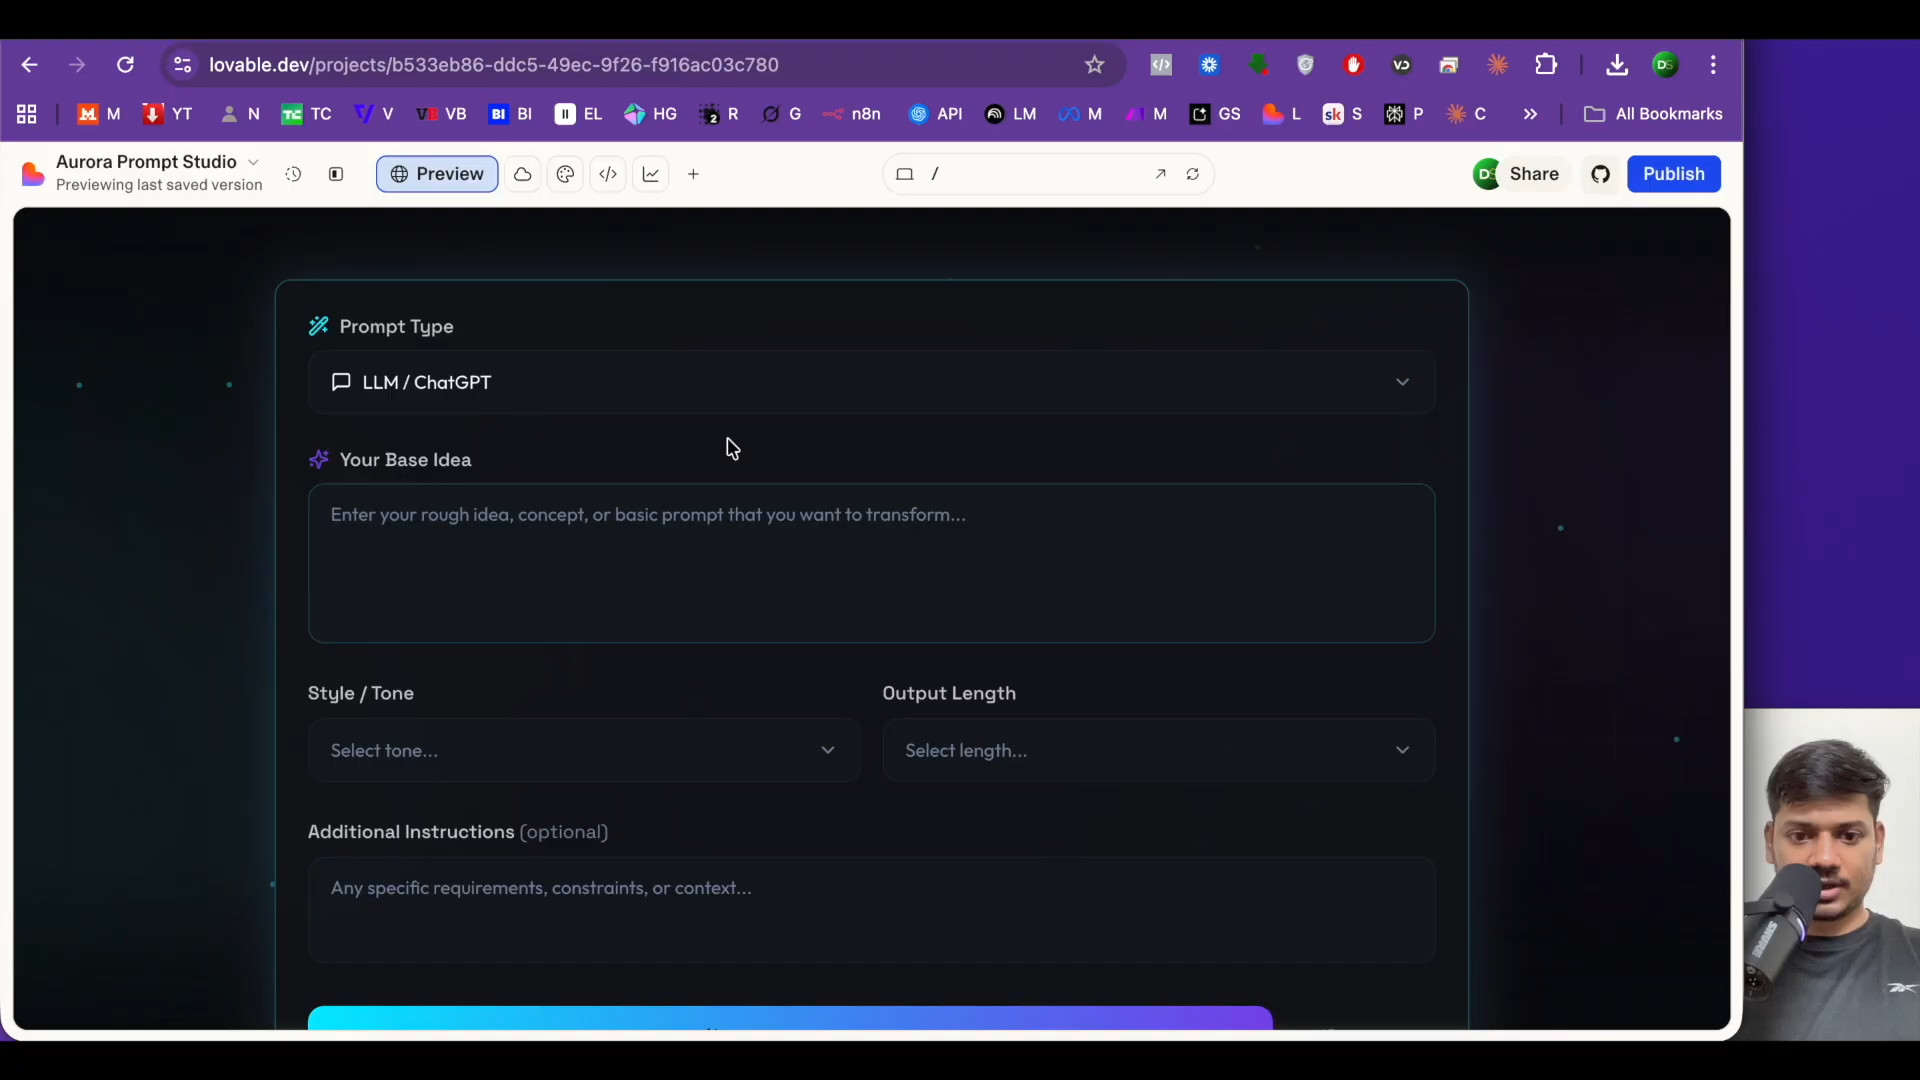 lovable.dev/projects/b533eb86-ddc5-49ec-9f26-f916ac03c780
M YT N TC V VB BI EL HG R G n8n API LM M M GS L S P C » All Bookmarks
Aurora Prompt Studio
Previewing last saved version
Preview
/
DS Share
Publish
Prompt Type
LLM / ChatGPT
Your Base Idea
Enter your rough idea, concept, or basic prompt that you want to transform...
Style / Tone
Output Length
Select tone...
Select length...
Additional Instructions (optional)
Any specific requirements, constraints, or context...